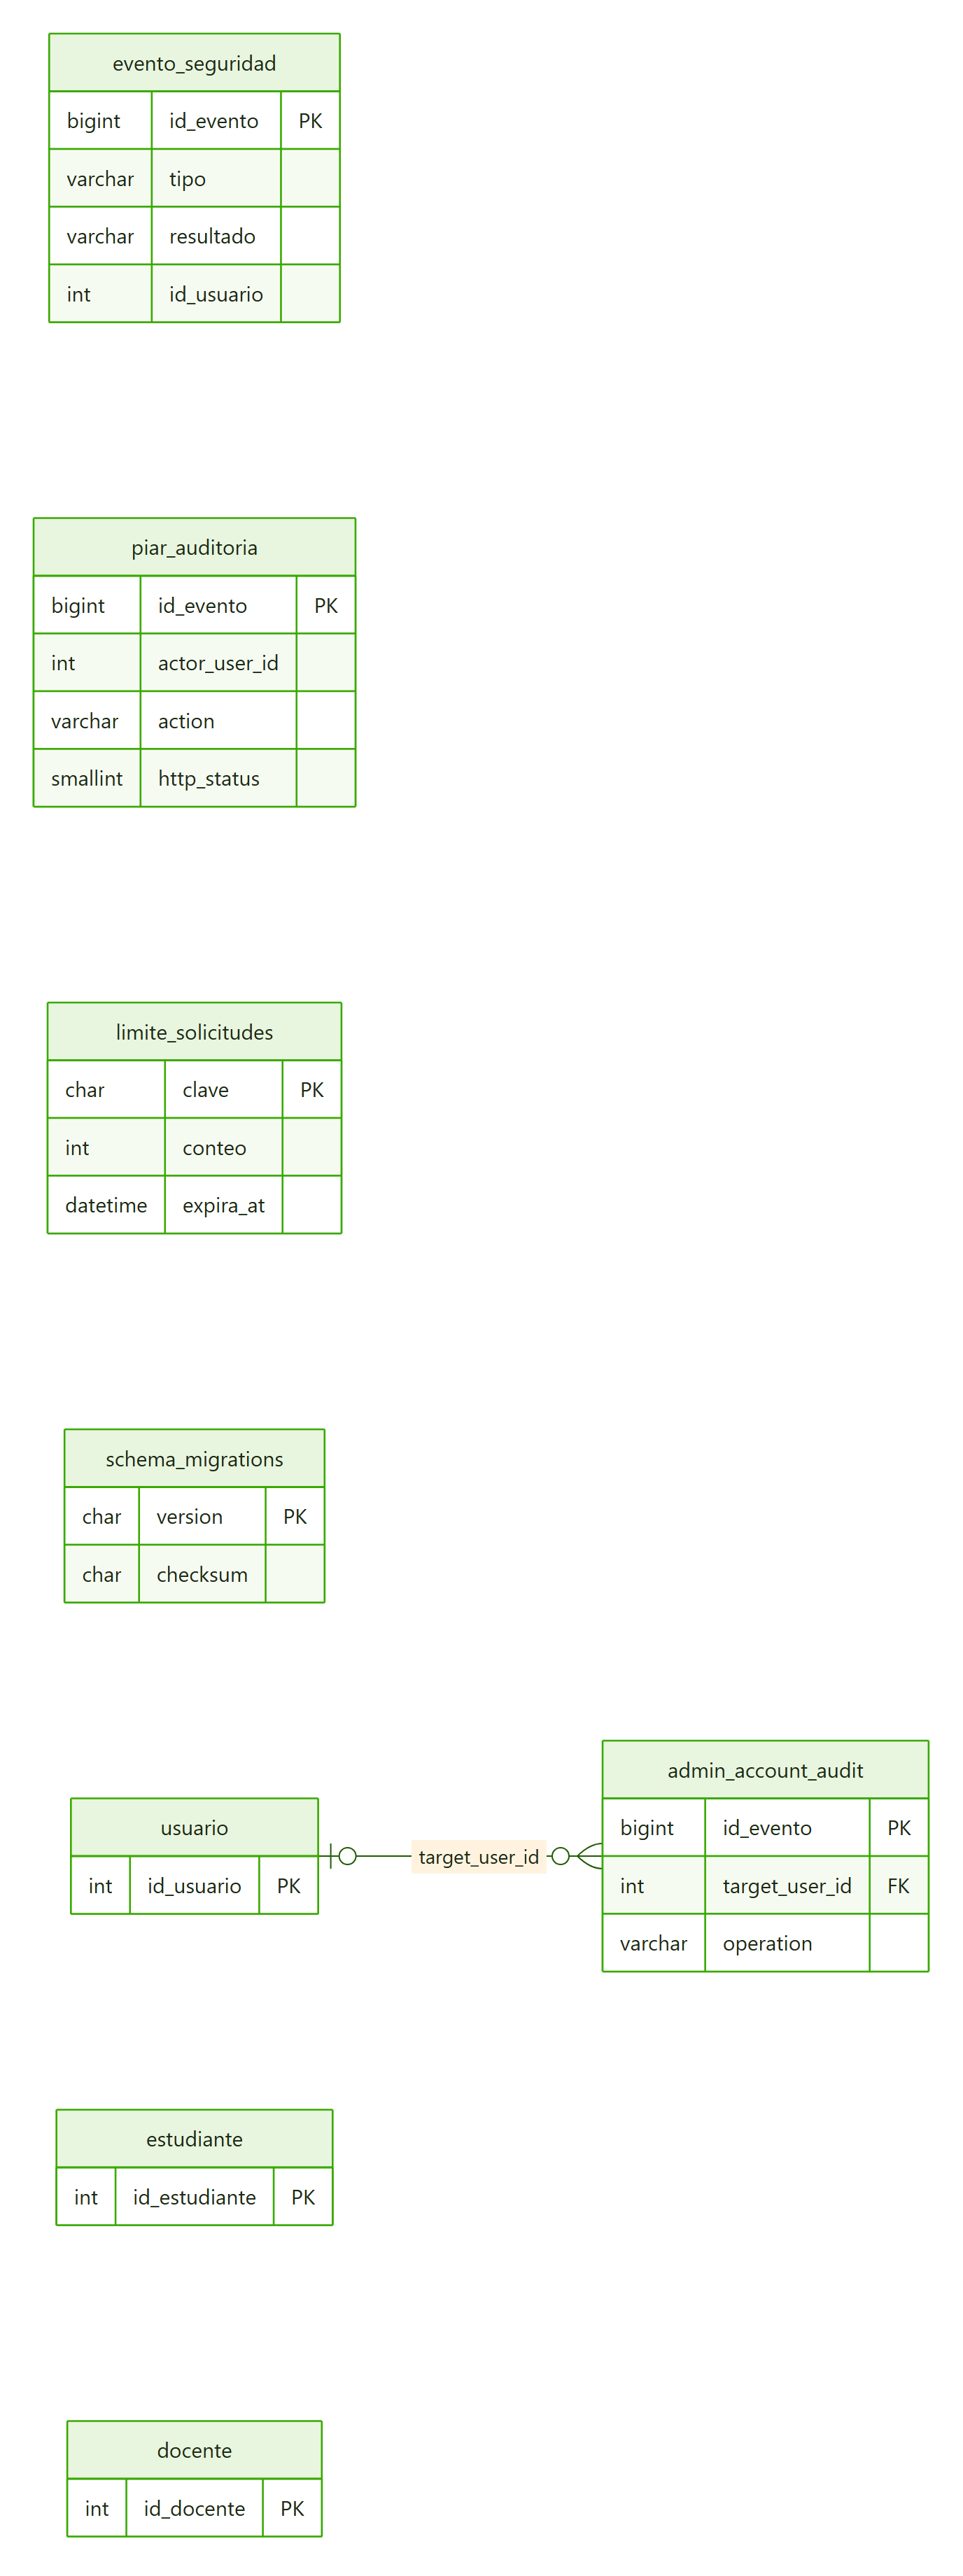 evento_seguridad
bigint id_evento PK
varchar tipo
varchar resultado
int id_usuario
piar_auditoria
bigint id_evento PK
int actor_user_id
varchar action
smallint http_status
limite_solicitudes
char clave PK
int conteo
datetime expira_at
schema_migrations
char version PK
char checksum
usuario
int id_usuario PK
target_user_id
admin_account_audit
bigint id_evento PK
int target_user_id FK
varchar operation
estudiante
int id_estudiante PK
docente
int id_docente PK